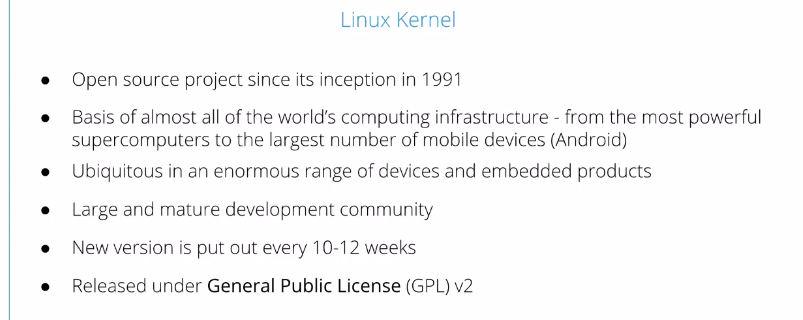 Linux Kernel
● Open source project since its inception in 1991
● Basis of almost all of the world's computing infrastructure - from the most powerful
supercomputers to the largest number of mobile devices (Android)
● Ubiquitous in an enormous range of devices and embedded products
● Large and mature development community
● New version is put out every 10-12 weeks
● Released under General Public License (GPL) v2